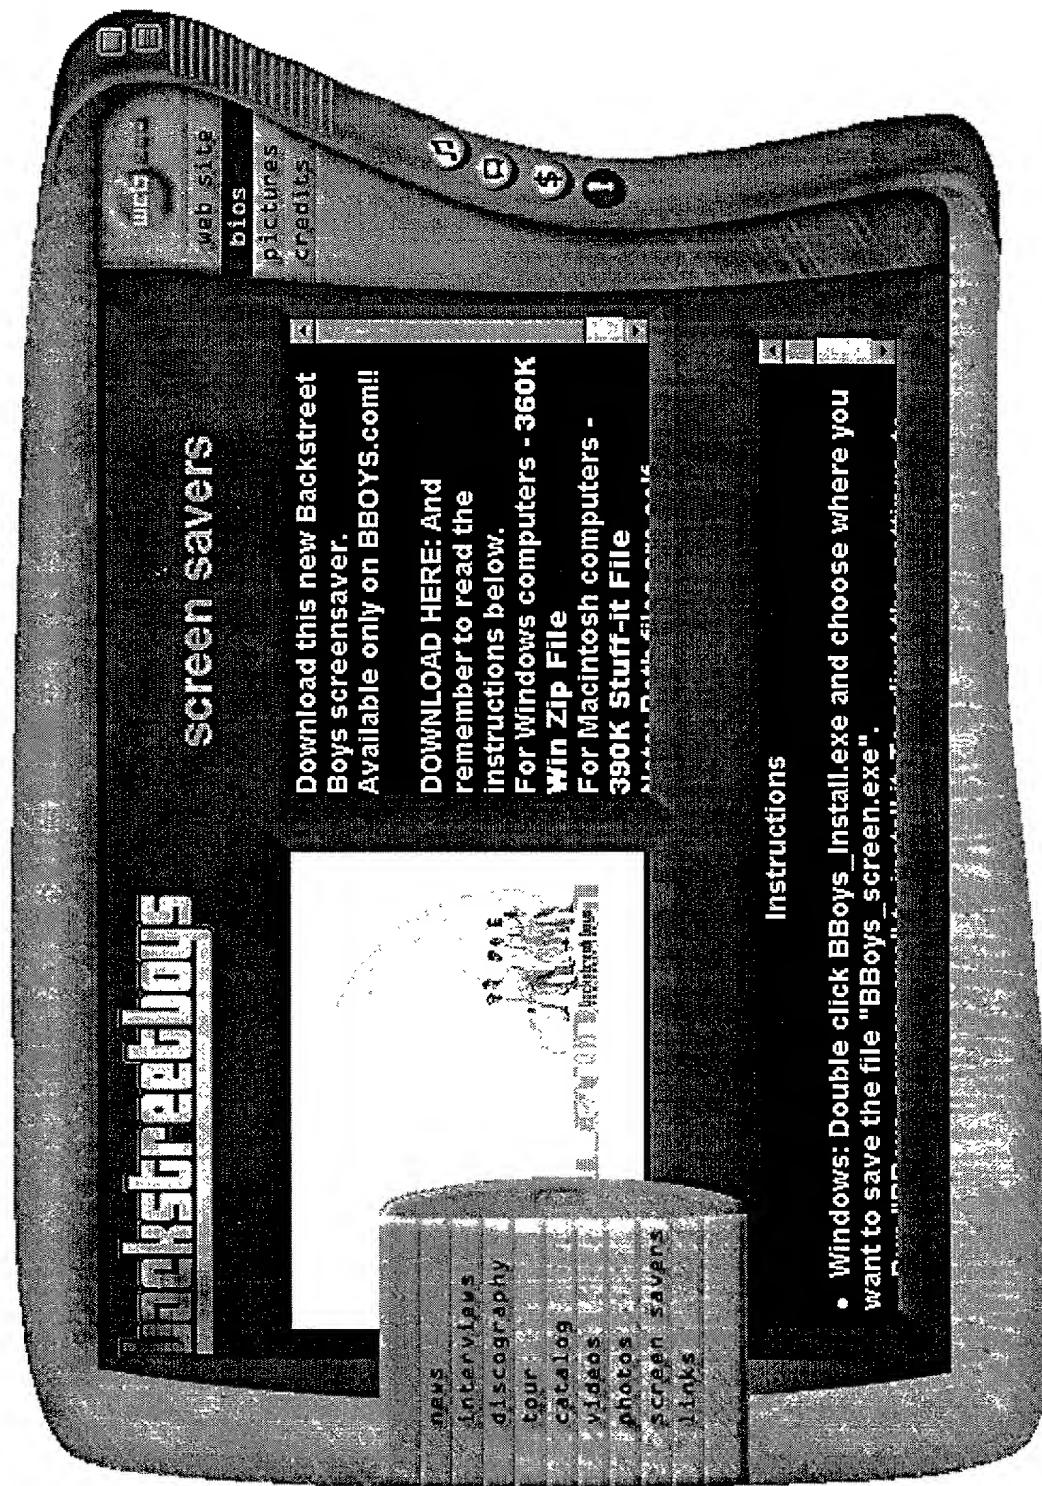 backstreetboys
screen savers
web
web site
bios
pictures
credits
$
Download this new Backstreet
Boys screensaver.
Available only on BBOYS.com!!
DOWNLOAD HERE: And
remember to read the
instructions below.
For Windows computers - 360K
Win Zip File
For Macintosh computers -
390K Stuff-it File
news
interviews
discography
tour
catalog
videos
photos
screen savers
links
Instructions
• Windows: Double click BBoys_Install.exe and choose where you
want to save the file "BBoys_screen.exe".